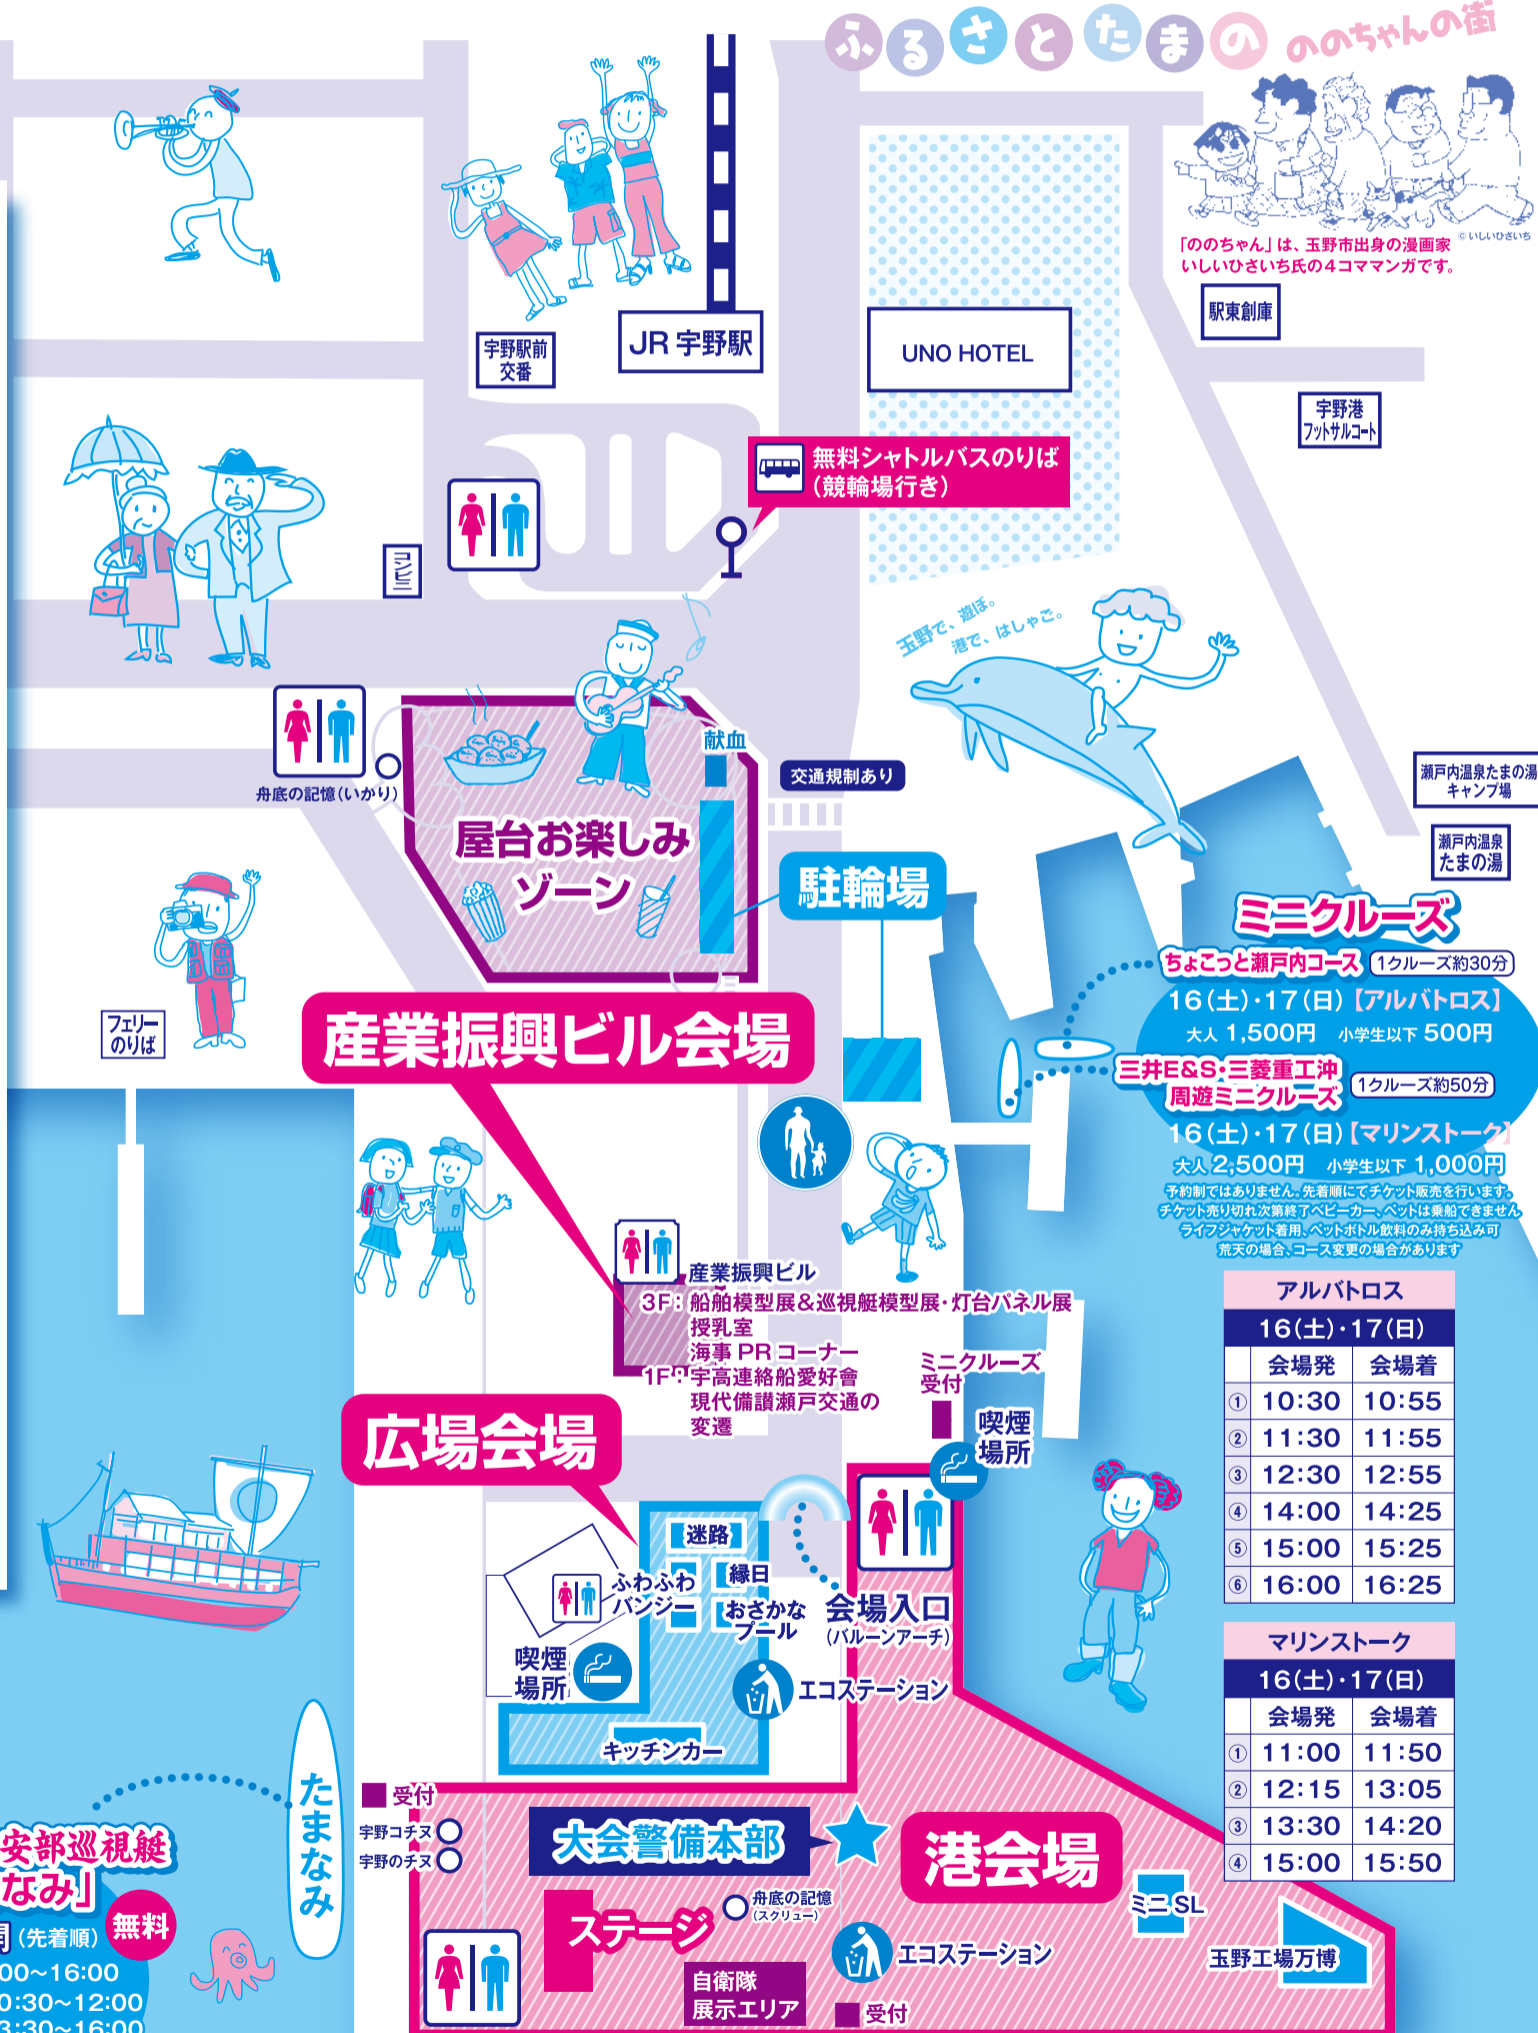 ふるさとたまの ののちゃんの街
「ののちゃん」は、玉野市出身の漫画家
いしいひさいち氏の4コママンガです。
© いしいひさいち
駅東創庫
宇野駅前
交番
JR 宇野駅
UNO HOTEL
宇野港
フットサルコート
無料シャトルバスのりば
(競輪場行き)
コンビニ
玉野で、遊ぼ。
港で、はしゃご。
舟底の記憶(いかり)
献血
交通規制あり
屋台お楽しみ
ゾーン
駐輪場
瀬戸内温泉たまの湯
キャンプ場
瀬戸内温泉
たまの湯
フェリー
のりば
産業振興ビル会場
ミニクルーズ
ちょこっと瀬戸内コース 1クルーズ約30分
16(土)・17(日)【アルバトロス】
大人 1,500円 小学生以下 500円
三井E&S・三菱重工沖
周遊ミニクルーズ 1クルーズ約50分
16(土)・17(日)【マリンストーク】
大人 2,500円 小学生以下 1,000円
予約制ではありません。先着順にてチケット販売を行います。
チケット売り切れ次第終了ベビーカー、ペットは乗船できません
ライフジャケット着用、ペットボトル飲料のみ持ち込み可
荒天の場合、コース変更の場合があります
産業振興ビル
3F: 船舶模型展&巡視艇模型展・灯台パネル展
授乳室
海事 PR コーナー
1F: 宇高連絡船愛好會
現代備讃瀬戸交通の
変遷
ミニクルーズ
受付
喫煙
場所
広場会場
迷路
ふわふわ
バンジー
縁日
おさかな
プール
会場入口
(バルーンアーチ)
喫煙
場所
エコステーション
キッチンカー
アルバトロス
16(土)・17(日)
会場発 会場着
① 10:30 10:55
② 11:30 11:55
③ 12:30 12:55
④ 14:00 14:25
⑤ 15:00 15:25
⑥ 16:00 16:25
マリンストーク
16(土)・17(日)
会場発 会場着
① 11:00 11:50
② 12:15 13:05
③ 13:30 14:20
④ 15:00 15:50
たまなみ
安部巡視艇
なみ」
無料
(先着順)
00〜16:00
0:30〜12:00
3:30〜16:00
受付
宇野コチヌ
宇野のチヌ
大会警備本部
港会場
ステージ
舟底の記憶
(スクリュー)
エコステーション
自衛隊
展示エリア
受付
ミニ SL
玉野工場万博